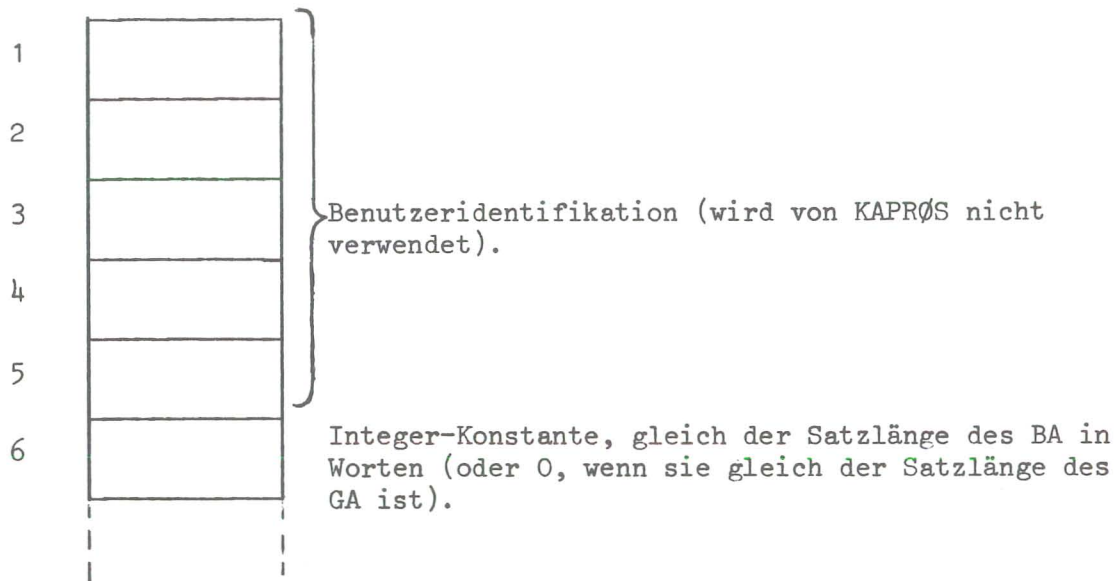 1
2
3
Benutzeridentifikation (wird von KAPRØS nicht
verwendet).
4
5
6
Integer-Konstante, gleich der Satzlänge des BA in
Worten (oder O, wenn sie gleich der Satzlänge des
GA ist).